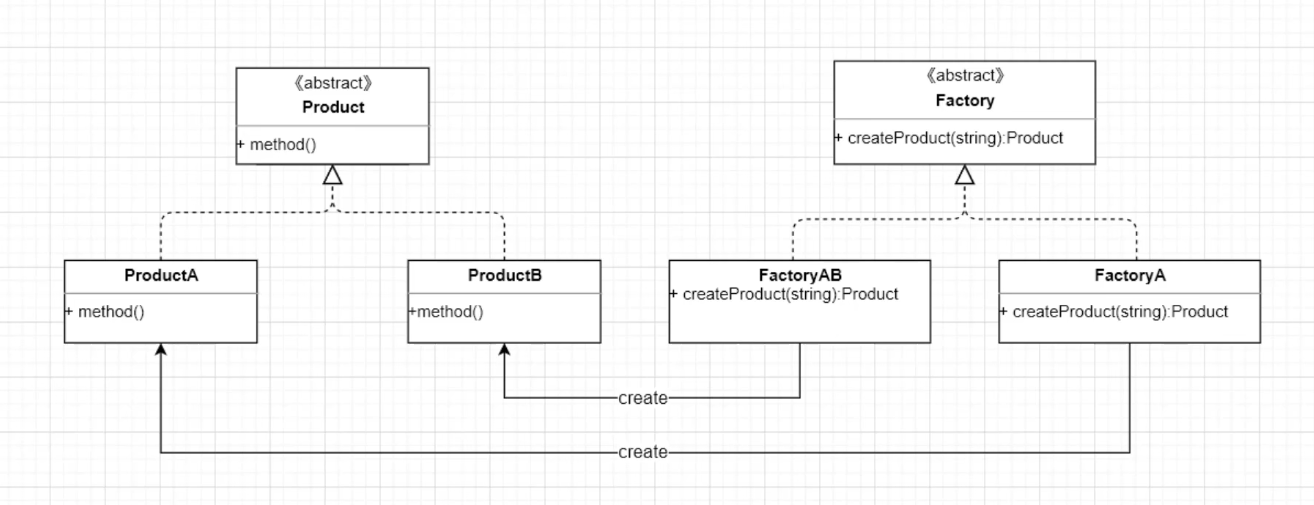 《abstract》
Product
+ method()
《abstract》
Factory
+ createProduct(string):Product
ProductA
+ method()
ProductB
+method()
FactoryAB
+ createProduct(string):Product
FactoryA
+ createProduct(string):Product
create
create